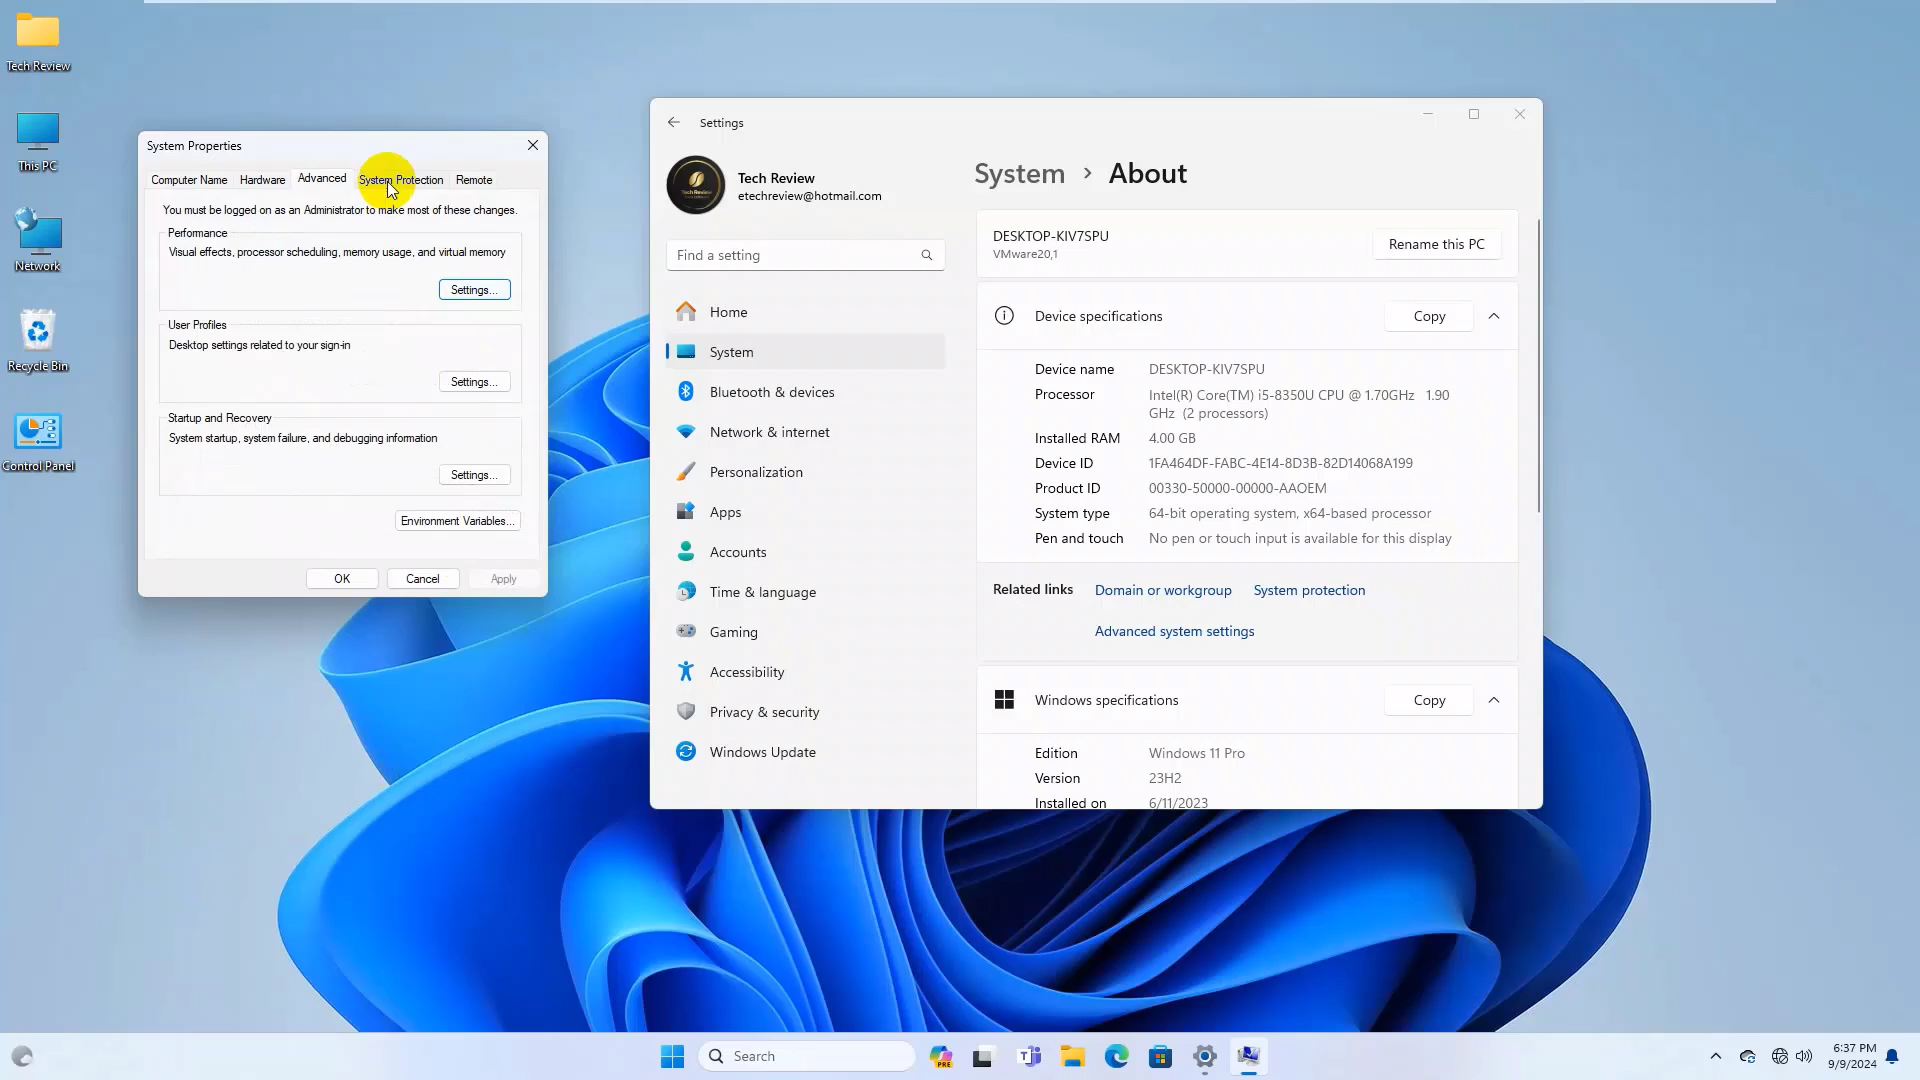 Tech Review
This PC
Network
Recycle Bin
Control Panel
System Properties
Computer Name Hardware Advanced System Protection Remote
You must be logged on as an Administrator to make most of these changes.
Performance
Visual effects, processor scheduling, memory usage, and virtual memory
Settings...
User Profiles
Desktop settings related to your sign-in
Settings...
Startup and Recovery
System startup, system failure, and debugging information
Settings...
Environment Variables...
OK Cancel Apply
Settings
Tech Review
etechreview@hotmail.com
Find a setting
Home
System
Bluetooth & devices
Network & internet
Personalization
Apps
Accounts
Time & language
Gaming
Accessibility
Privacy & security
Windows Update
System > About
DESKTOP-KIV7SPU
VMware20,1
Rename this PC
Device specifications
Copy
Device name DESKTOP-KIV7SPU
Processor Intel(R) Core(TM) i5-8350U CPU @ 1.70GHz 1.90
GHz (2 processors)
Installed RAM 4.00 GB
Device ID 1FA464DF-FABC-4E14-8D3B-82D14068A199
Product ID 00330-50000-00000-AAOEM
System type 64-bit operating system, x64-based processor
Pen and touch No pen or touch input is available for this display
Related links Domain or workgroup System protection
Advanced system settings
Windows specifications
Copy
Edition Windows 11 Pro
Version 23H2
Installed on 6/11/2023
Search
PRE
6:37 PM
9/9/2024